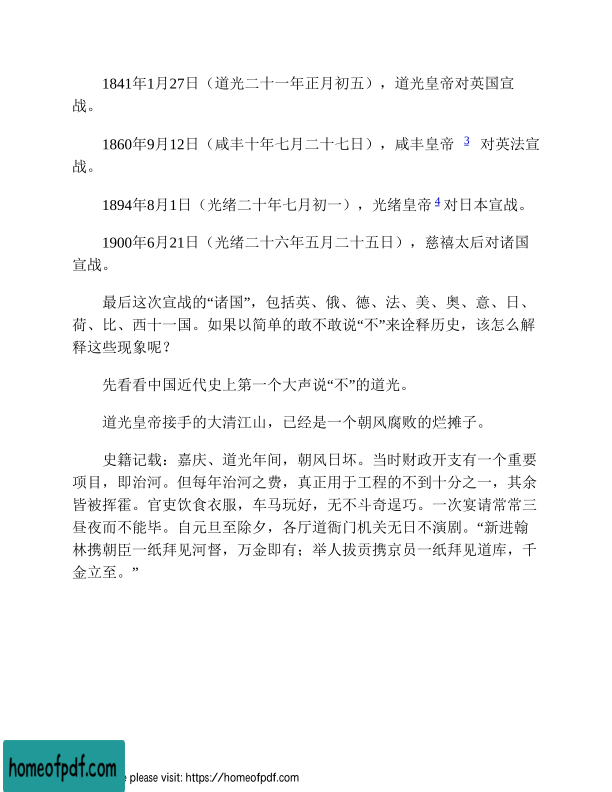 1841年1月27日（道光二十一年正月初五），道光皇帝对英国宣
战。
1860年9月12日（咸丰十年七月二十七日），咸丰皇帝 3 对英法宣
战。
1894年8月1日（光绪二十年七月初一），光绪皇帝4对日本宣战。
1900年6月21日（光绪二十六年五月二十五日），慈禧太后对诸国
宣战。
最后这次宣战的“诸国”，包括英、俄、德、法、美、奥、意、日、
荷、比、西十一国。如果以简单的敢不敢说“不”来诠释历史，该怎么解
释这些现象呢？
先看看中国近代史上第一个大声说“不”的道光。
道光皇帝接手的大清江山，已经是一个朝风腐败的烂摊子。
史籍记载：嘉庆、道光年间，朝风日坏。当时财政开支有一个重要
项目，即治河。但每年治河之费，真正用于工程的不到十分之一，其余
皆被挥霍。官吏饮食衣服，车马玩好，无不斗奇逞巧。一次宴请常常三
昼夜而不能毕。自元旦至除夕，各厅道衙门机关无日不演剧。“新进翰
林携朝臣一纸拜见河督，万金即有；举人拔贡携京员一纸拜见道库，千
金立至。”
homeofpdf.com
e please visit: https://homeofpdf.com